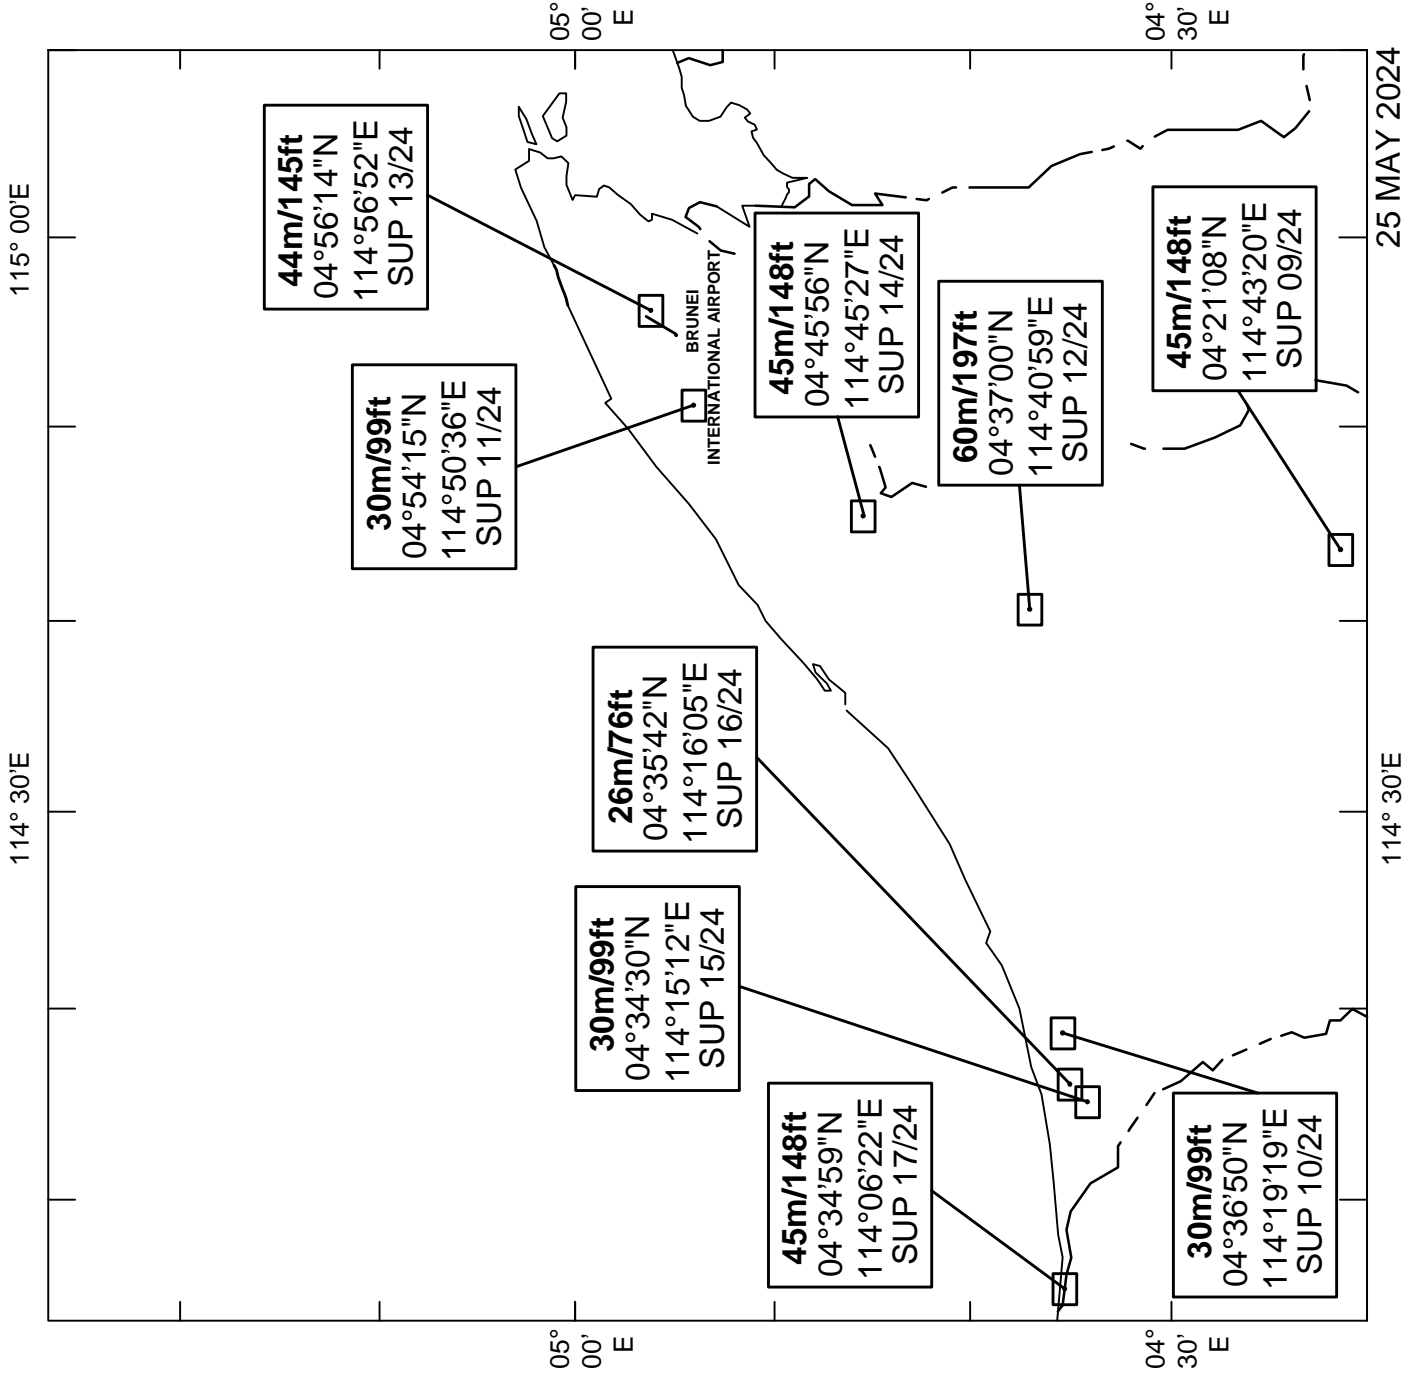 114° 30'E
115° 00'E
05°
00'
E
05°
00'
E
44m/145ft
04°56'14"N
114°56'52"E
SUP 13/24
30m/99ft
04°54'15"N
114°50'36"E
SUP 11/24
BRUNEI
INTERNATIONAL AIRPORT
26m/76ft
04°35'42"N
114°16'05"E
SUP 16/24
30m/99ft
04°34'30"N
114°15'12"E
SUP 15/24
45m/148ft
04°45'56"N
114°45'27"E
SUP 14/24
45m/148ft
04°34'59"N
114°06'22"E
SUP 17/24
60m/197ft
04°37'00"N
114°40'59"E
SUP 12/24
45m/148ft
04°21'08"N
114°43'20"E
SUP 09/24
30m/99ft
04°36'50"N
114°19'19"E
SUP 10/24
04°
30'
E
04°
30'
E
114° 30'E
25 MAY 2024